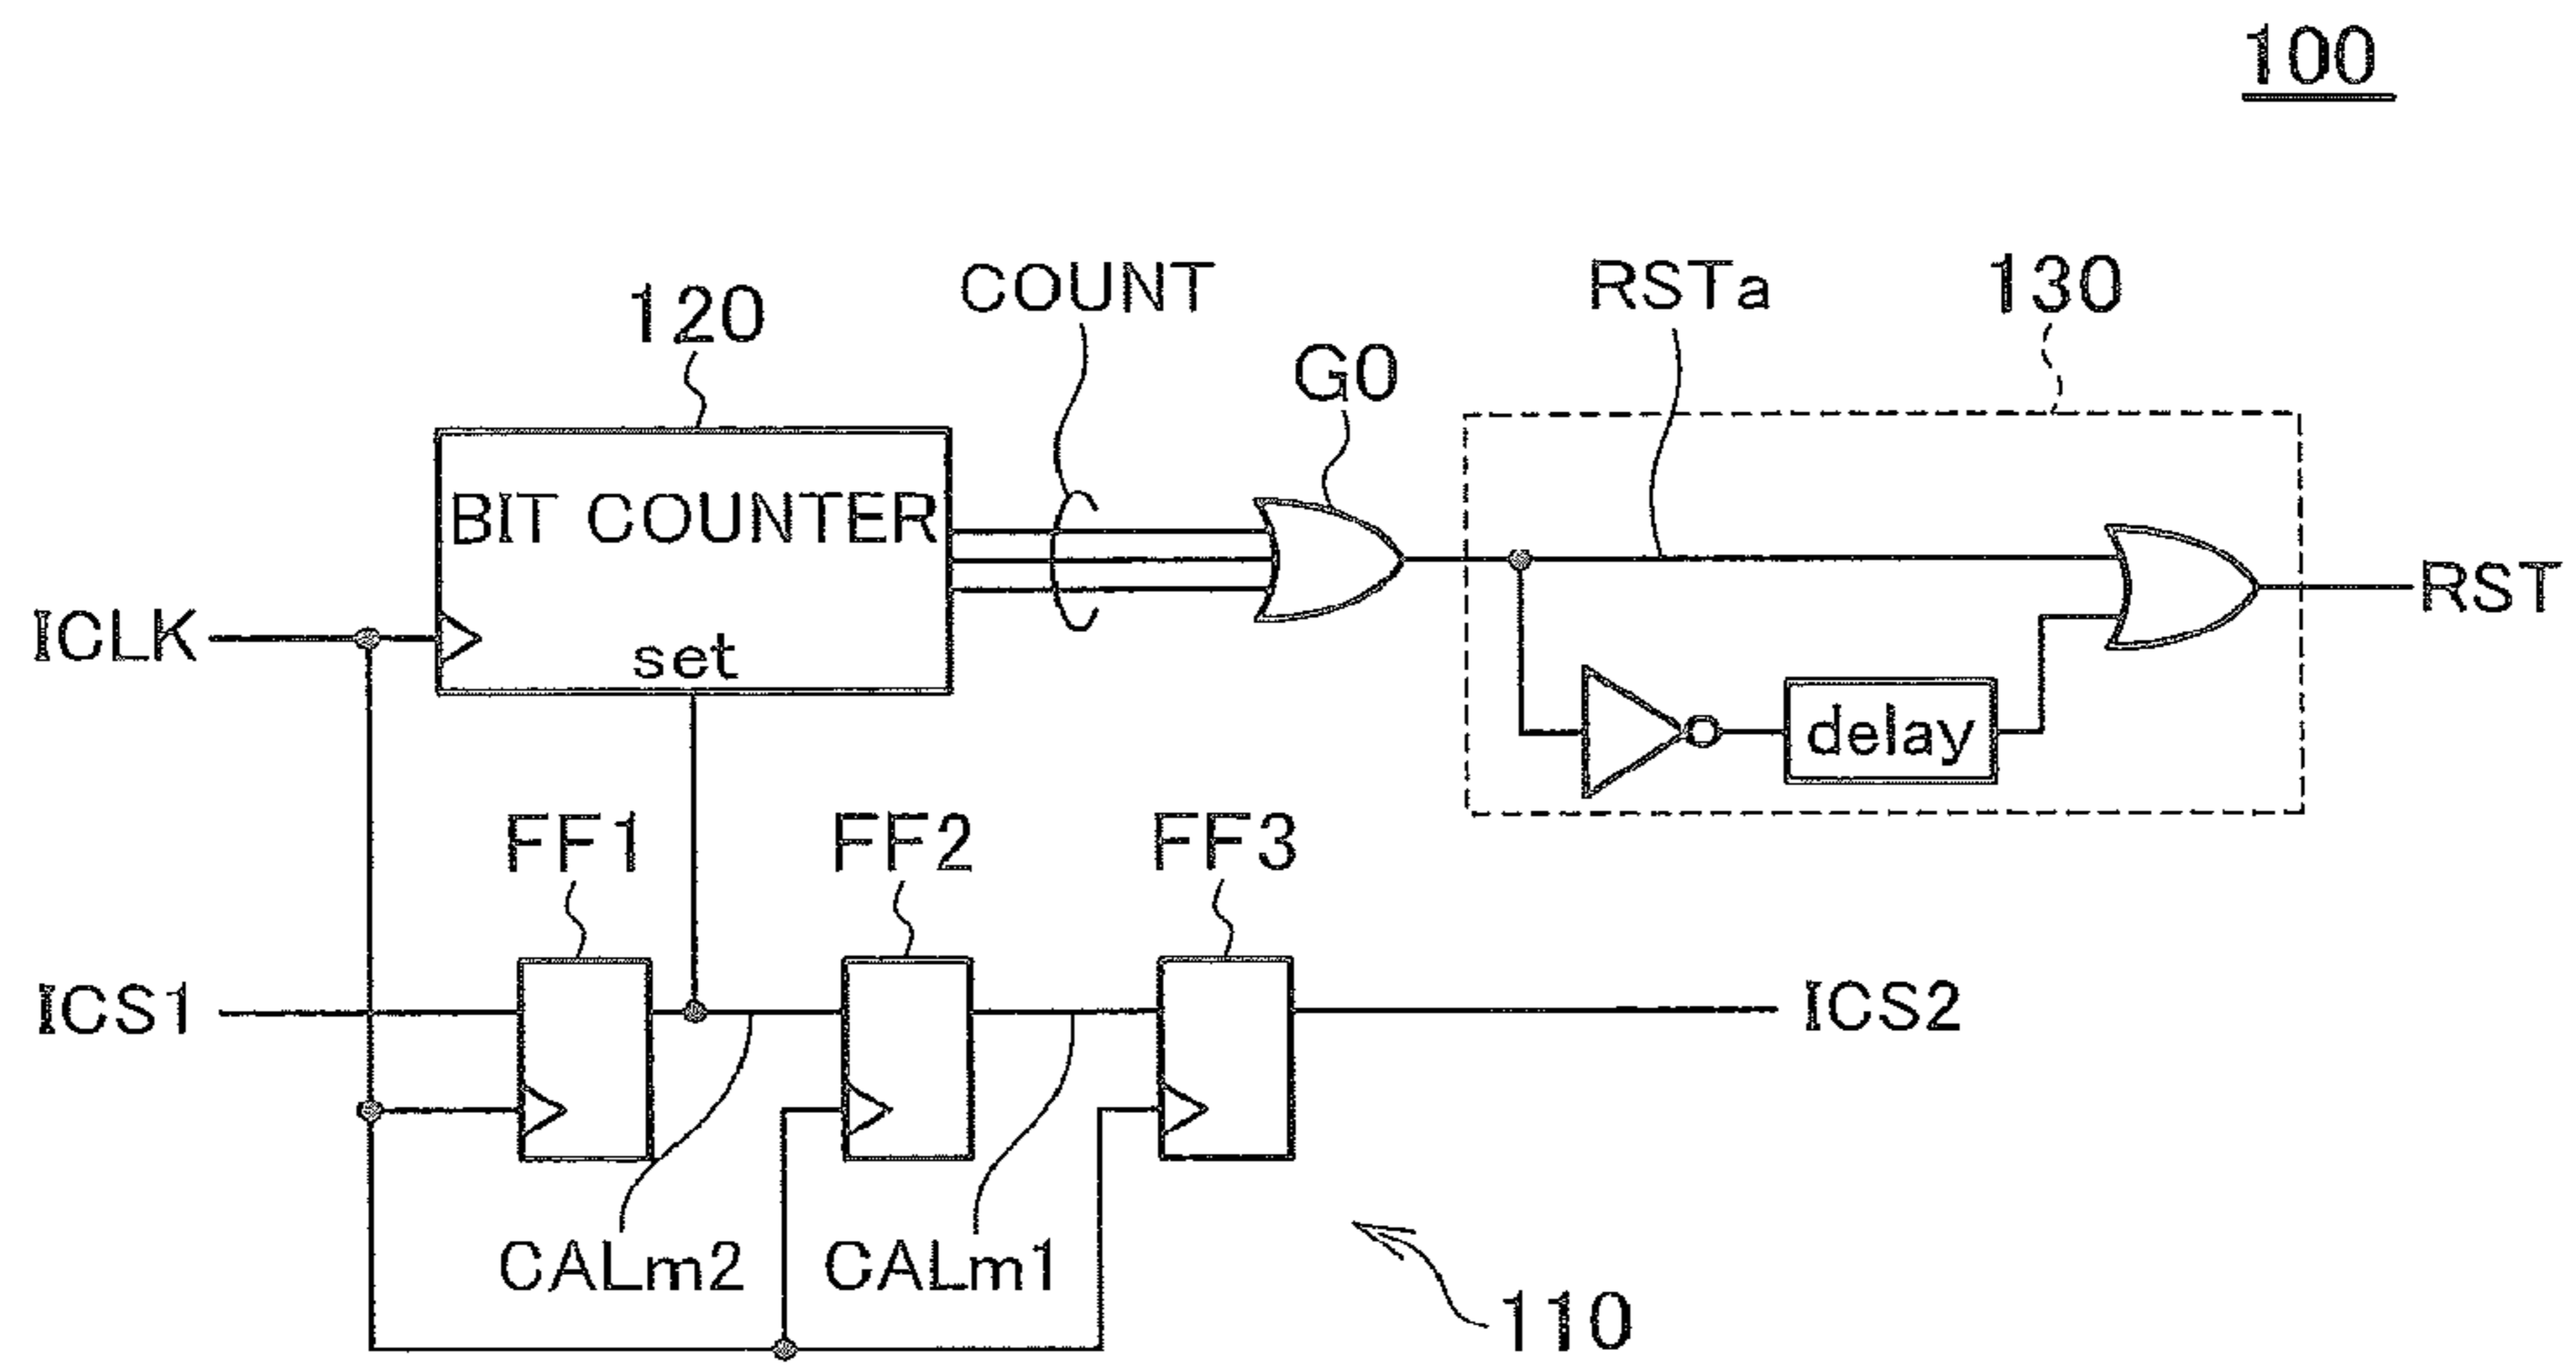 100
120
COUNT
RSTa
130
G0
BIT COUNTER
ICLK
set
RST
delay
FF1
FF2
FF3
ICS1
ICS2
CALm2
CALm1
110